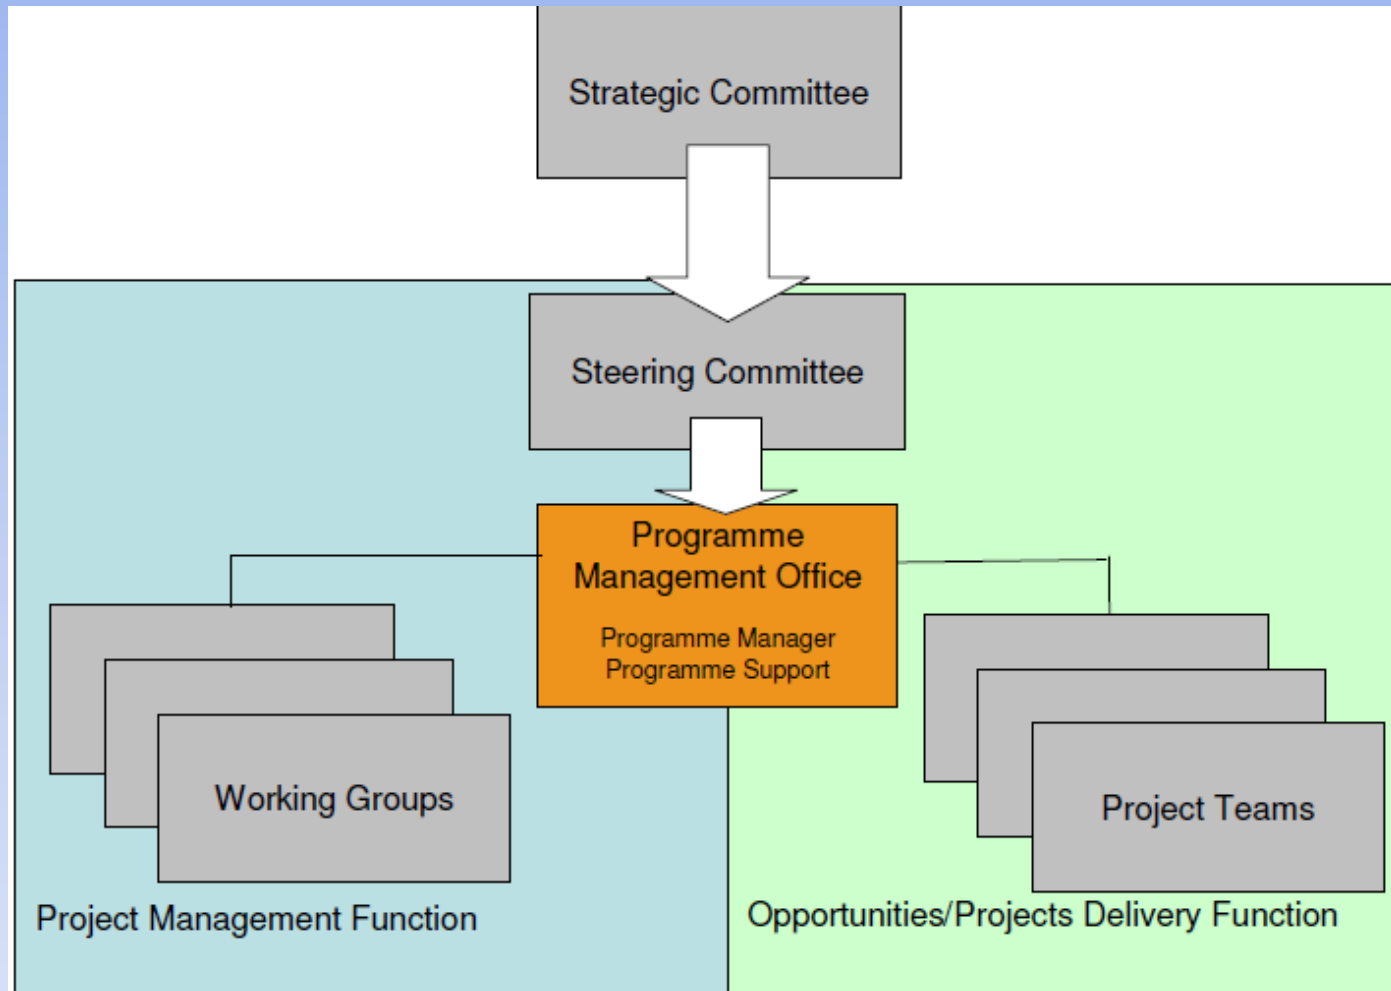 Strategic Committee
Steering Committee
Programme
Management Office
Programme Manager
Programme Support
Working Groups
Project Teams
Project Management Function
Opportunities/Projects Delivery Function